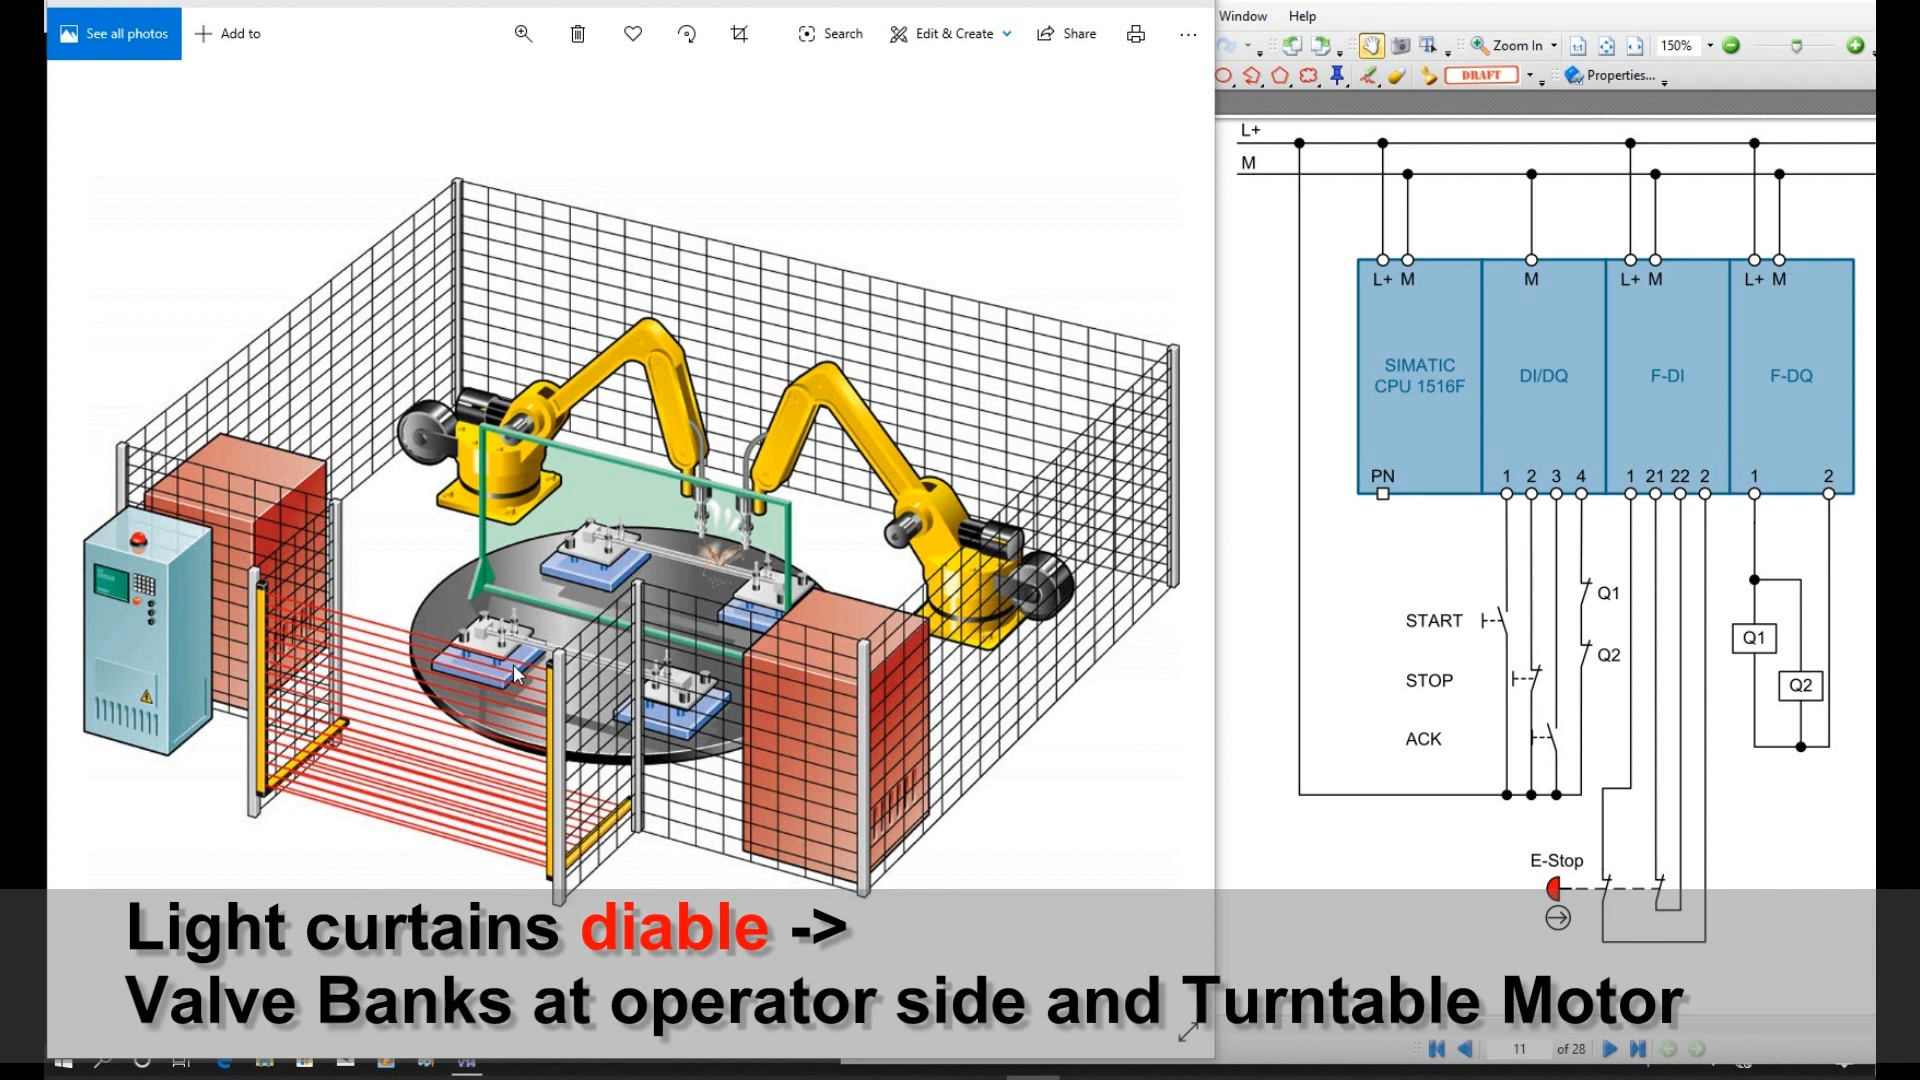 See all photos
Add to
Search
Edit & Create
Share
Window Help
Zoom In
150%
DRAFT
Properties...
L+
M
L+ M
M
L+ M
L+ M
SIMATIC
CPU 1516F
DI/DQ
F-DI
F-DQ
PN
1 2 3 4
1 21 22 2
1 2
Q1
START
Q2
STOP
ACK
Q1
Q2
E-Stop
Light curtains diable ->
Valve Banks at operator side and Turntable Motor
11 of 28
V14